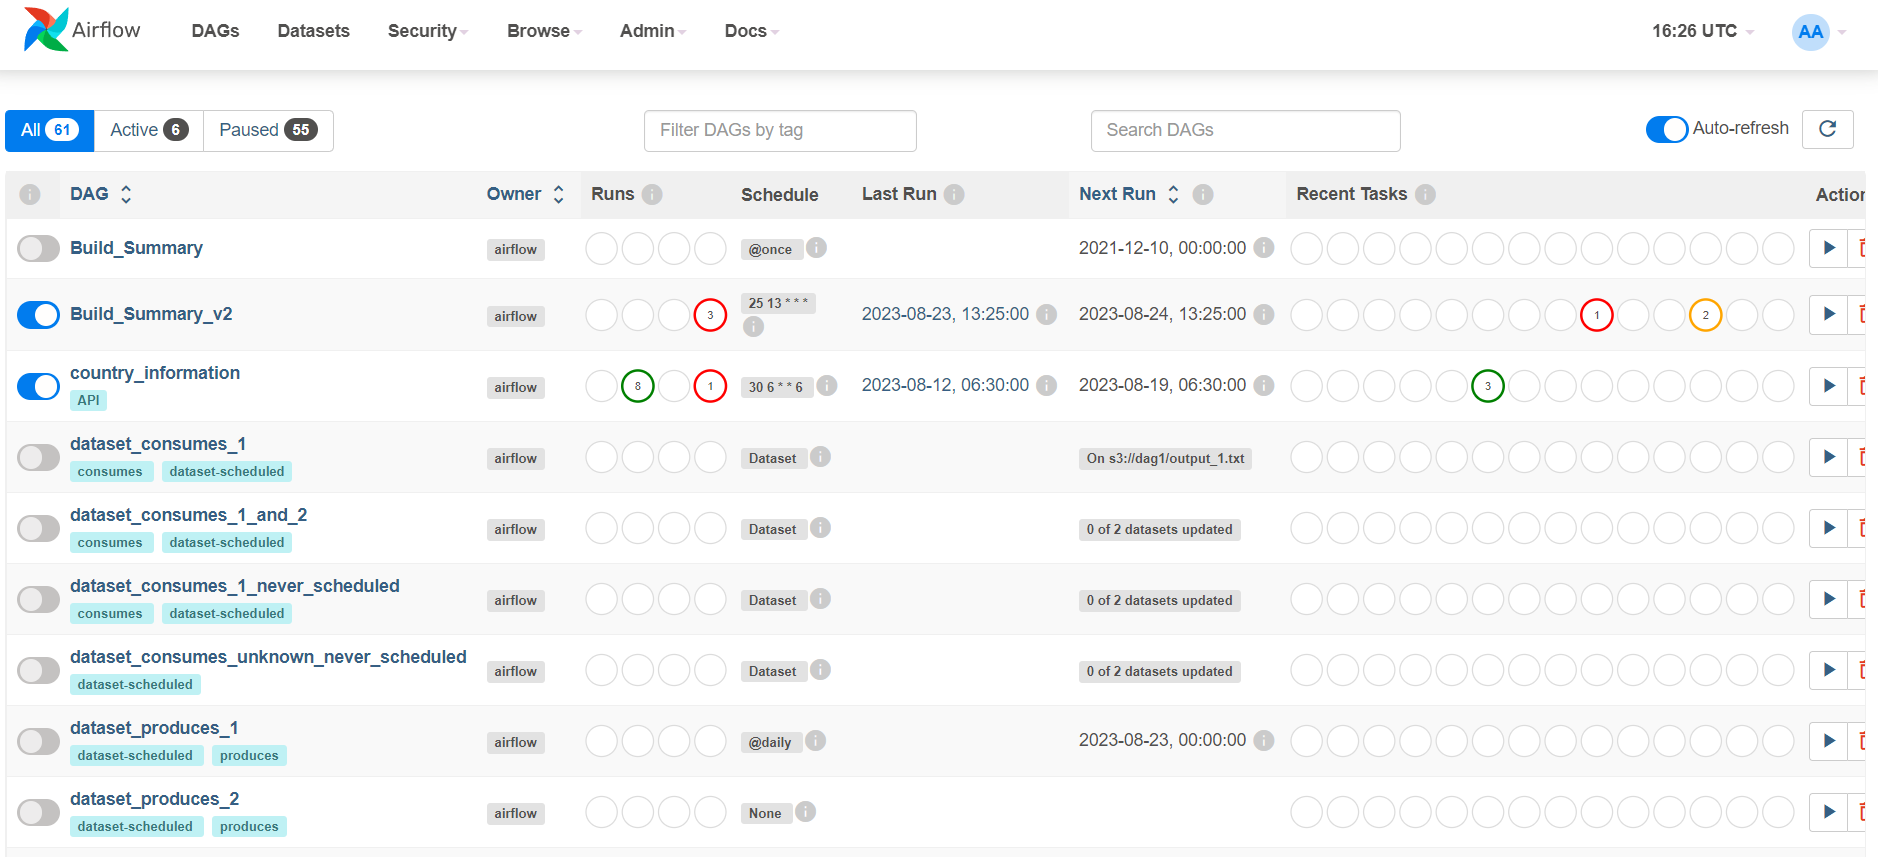 Airflow DAGs Datasets Security Browse Admin Docs 16:26 UTC AA
All 61 Active 6 Paused 55 Filter DAGs by tag Search DAGs Auto-refresh
i DAG Owner Runs i Schedule Last Run i Next Run i Recent Tasks i Action
Build_Summary airflow @once i 2021-12-10, 00:00:00 i
Build_Summary_v2 airflow 3 25 13 * * * i 2023-08-23, 13:25:00 i 2023-08-24, 13:25:00 i 1 2
country_information airflow 8 1 30 6 * * 6 i 2023-08-12, 06:30:00 i 2023-08-19, 06:30:00 i 3
API
dataset_consumes_1 airflow Dataset i On s3://dag1/output_1.txt
consumes dataset-scheduled
dataset_consumes_1_and_2 airflow Dataset i 0 of 2 datasets updated
consumes dataset-scheduled
dataset_consumes_1_never_scheduled airflow Dataset i 0 of 2 datasets updated
consumes dataset-scheduled
dataset_consumes_unknown_never_scheduled airflow Dataset i 0 of 2 datasets updated
dataset-scheduled
dataset_produces_1 airflow @daily i 2023-08-23, 00:00:00 i
dataset-scheduled produces
dataset_produces_2 airflow None i
dataset-scheduled produces